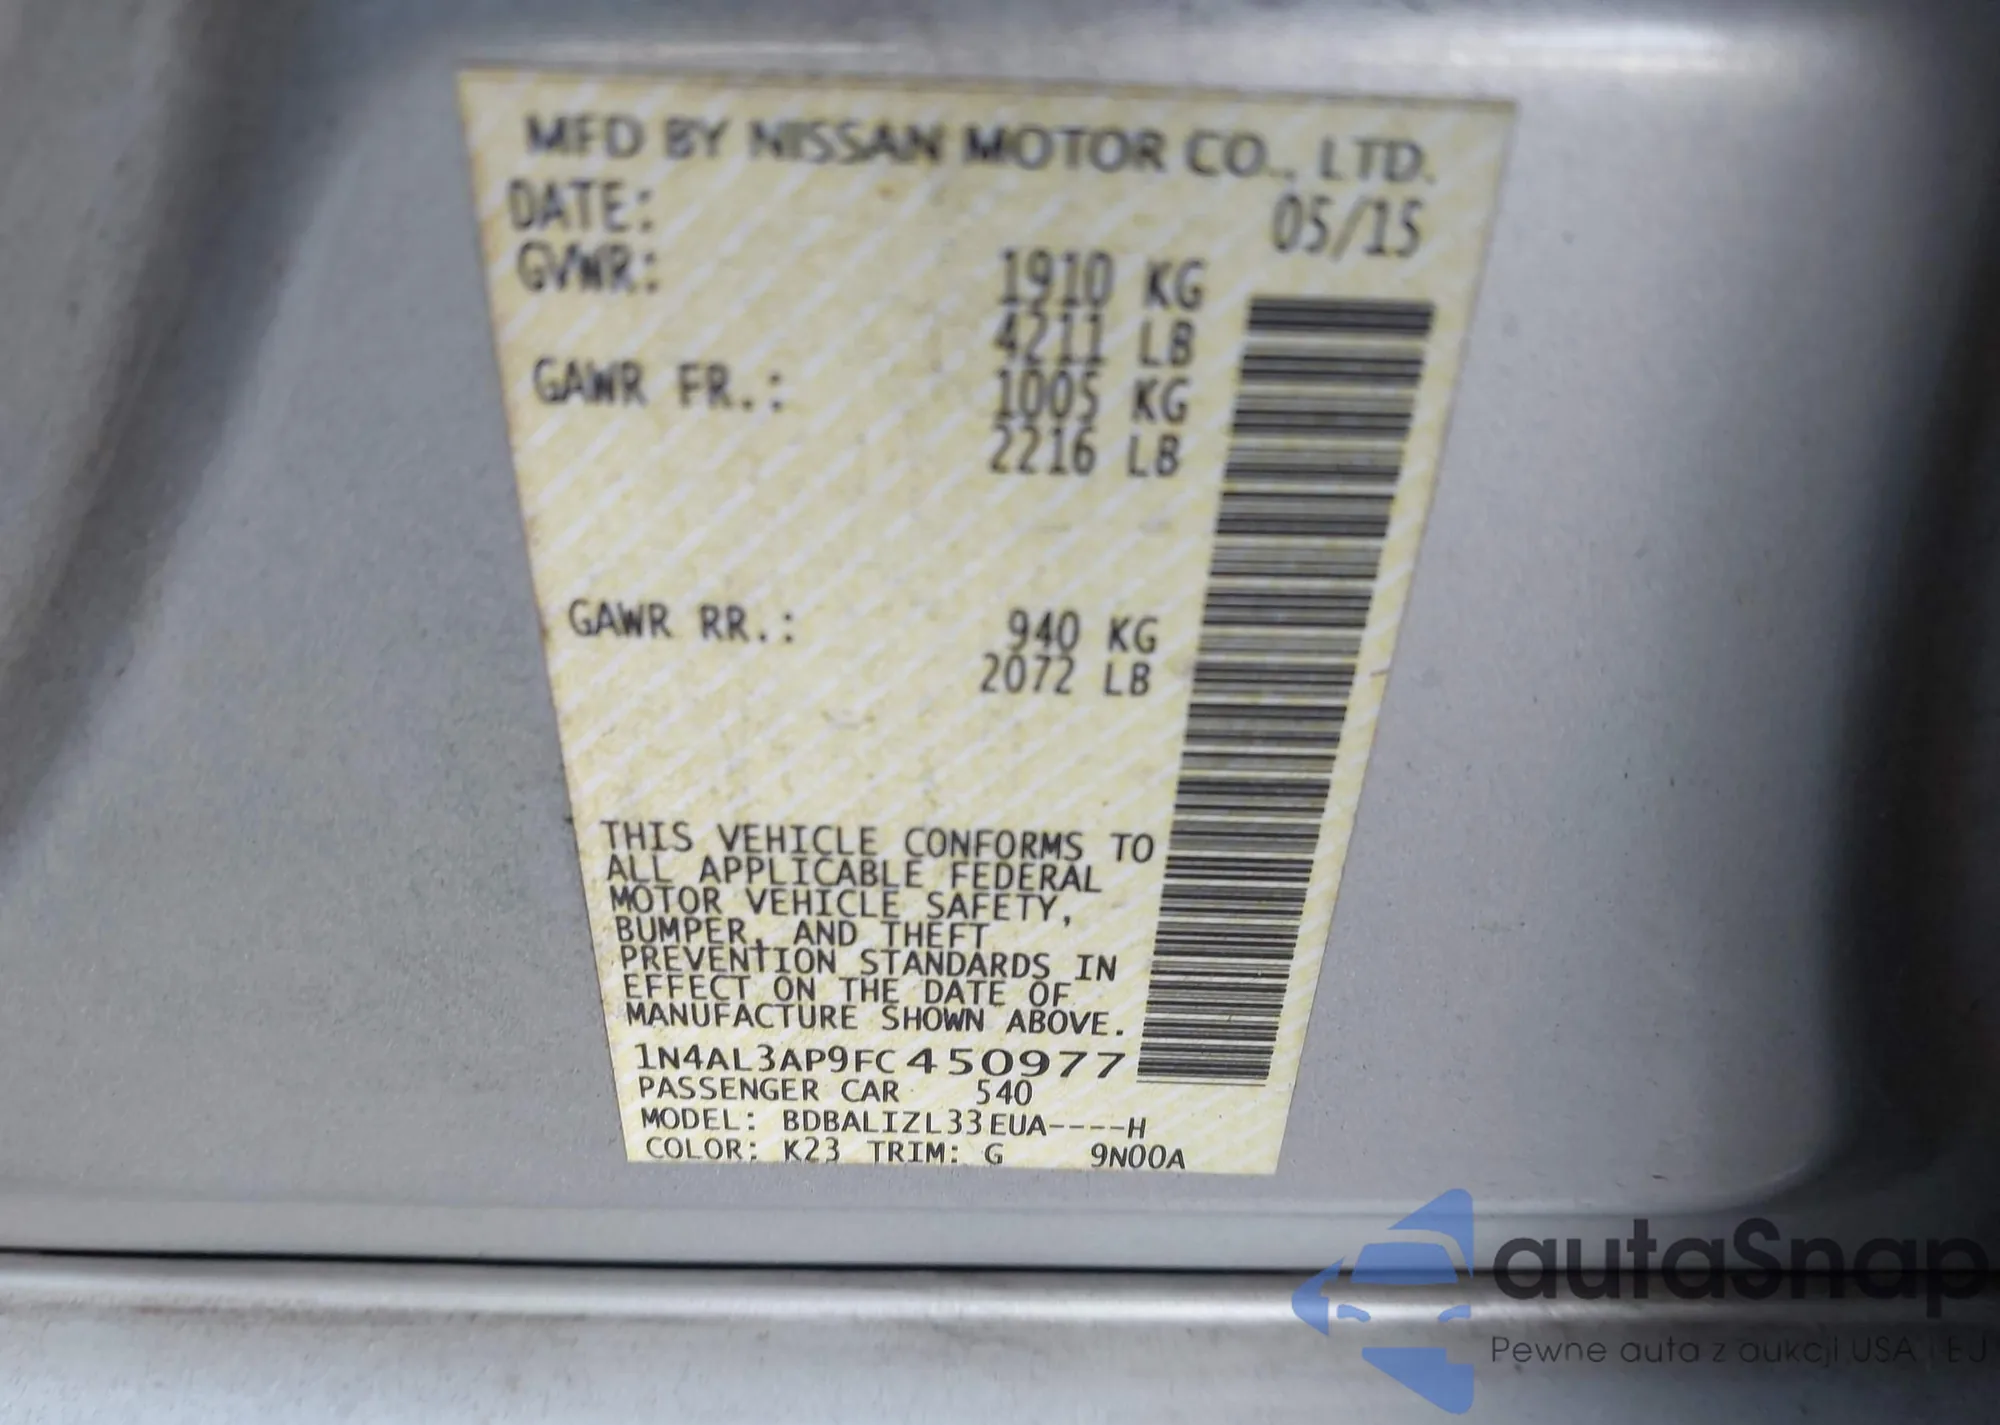 MFD BY NISSAN MOTOR CO., LTD.
DATE: 05/15
GVWR: 1910 KG
4211 LB
GAWR FR.: 1005 KG
2216 LB
GAWR RR.: 940 KG
2072 LB
THIS VEHICLE CONFORMS TO
ALL APPLICABLE FEDERAL
MOTOR VEHICLE SAFETY,
BUMPER, AND THEFT
PREVENTION STANDARDS IN
EFFECT ON THE DATE OF
MANUFACTURE SHOWN ABOVE.
1N4AL3AP9FC450977
PASSENGER CAR 540
MODEL: BDBALIZL33EUA----H
COLOR: K23 TRIM: G 9N00A
autaSnap
Pewne auta z aukcji USA i EJ